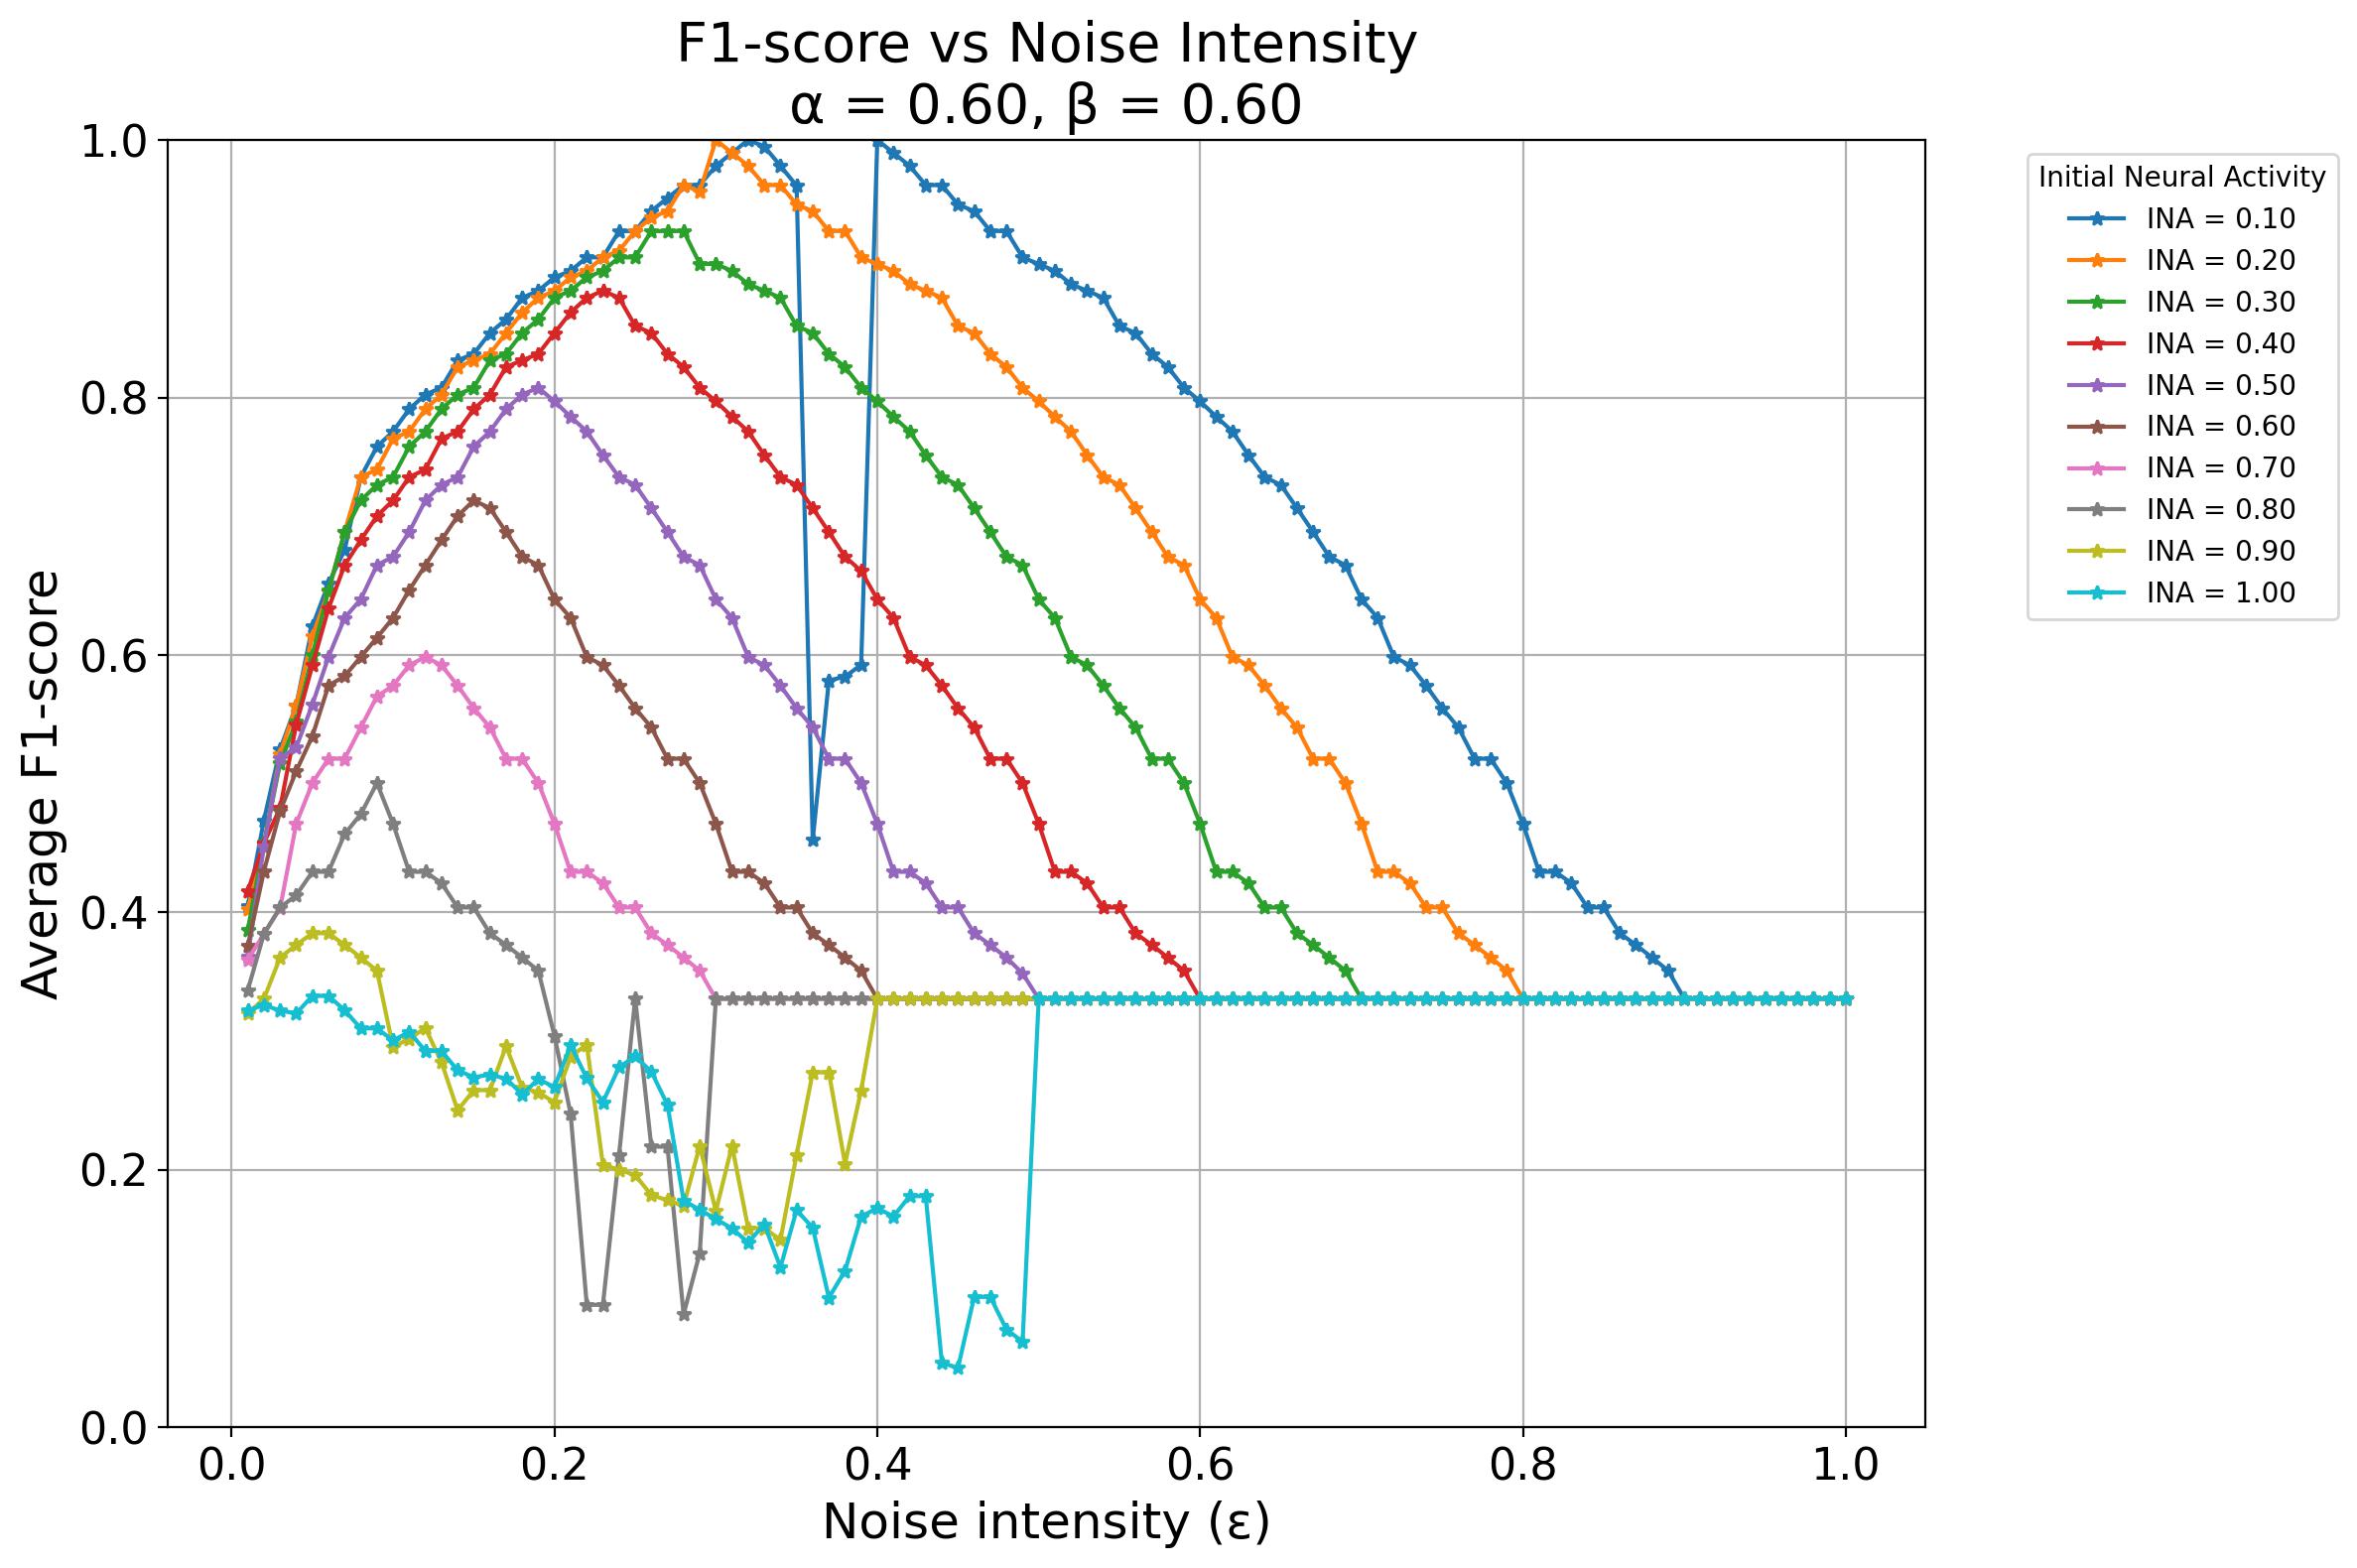 F1-score vs Noise Intensity
α = 0.60, β = 0.60
1.0
0.8
0.6
0.4
0.2
0.0
Average F1-score
0.0
0.2
0.4
0.6
0.8
1.0
Noise intensity (ε)
Initial Neural Activity
INA = 0.10
INA = 0.20
INA = 0.30
INA = 0.40
INA = 0.50
INA = 0.60
INA = 0.70
INA = 0.80
INA = 0.90
INA = 1.00